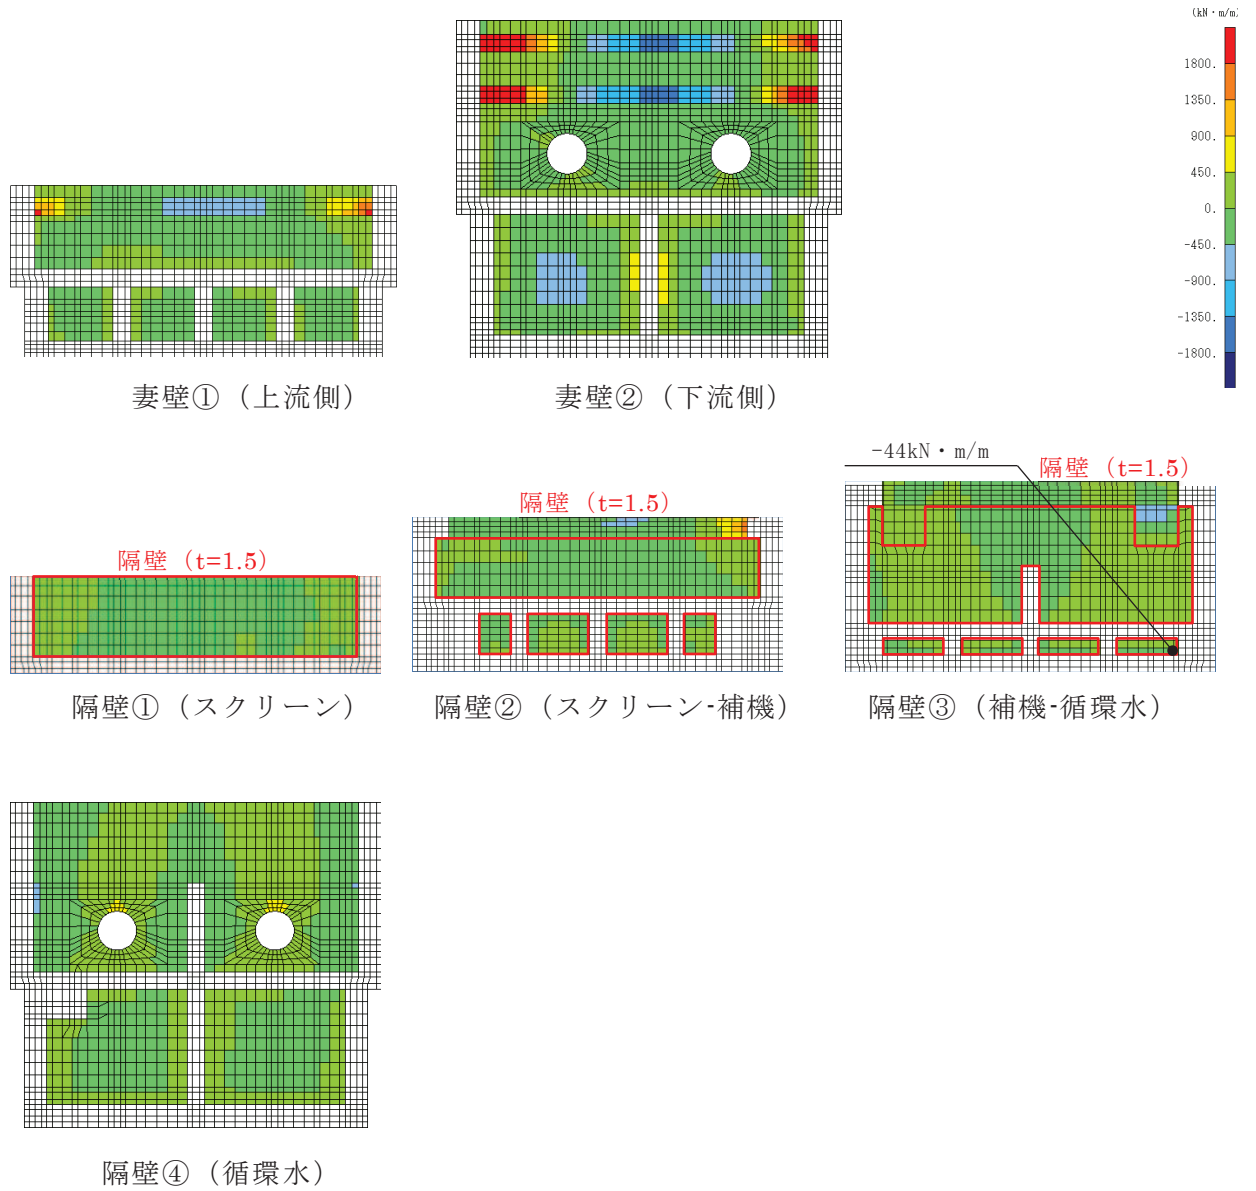 (kN・m/m)
1800.
1350.
900.
450.
0.
-450.
-900.
-1350.
-1800.
妻壁①（上流側）
妻壁②（下流側）
-44kN・m/m
隔壁（t=1.5）
隔壁（t=1.5）
隔壁（t=1.5）
隔壁①（スクリーン）
隔壁②（スクリーン-補機）
隔壁③（補機-循環水）
隔壁④（循環水）